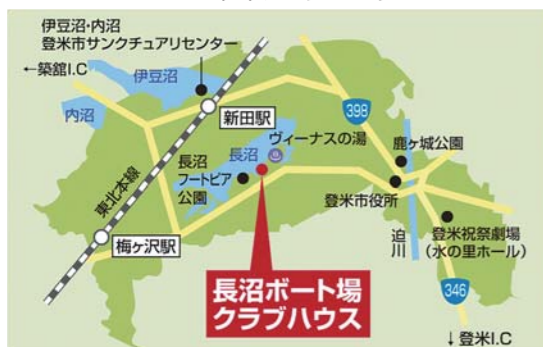 伊豆沼・内沼
登米市サンクチュアリセンター
←築館I.C
伊豆沼
内沼
新田駅
398
ヴィーナスの湯
鹿ケ城公園
長沼
長沼
フートピア
公園
登米市役所
東北本線
迫川
登米祝祭劇場
(水の里ホール)
梅ケ沢駅
長沼ボート場
クラブハウス
346
↓登米I.C